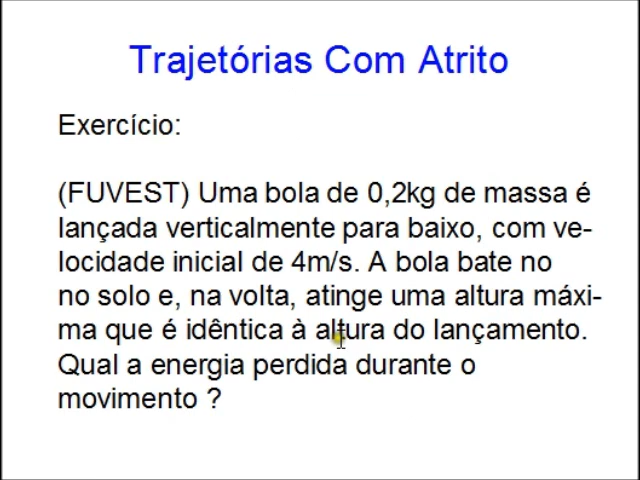 Trajetórias Com Atrito
Exercício:
(FUVEST) Uma bola de 0,2kg de massa é
lançada verticalmente para baixo, com ve-
locidade inicial de 4m/s. A bola bate no
no solo e, na volta, atinge uma altura máxi-
ma que é idêntica à altura do lançamento.
Qual a energia perdida durante o
movimento ?